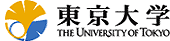 東京大学
THE UNIVERSITY OF TOKYO